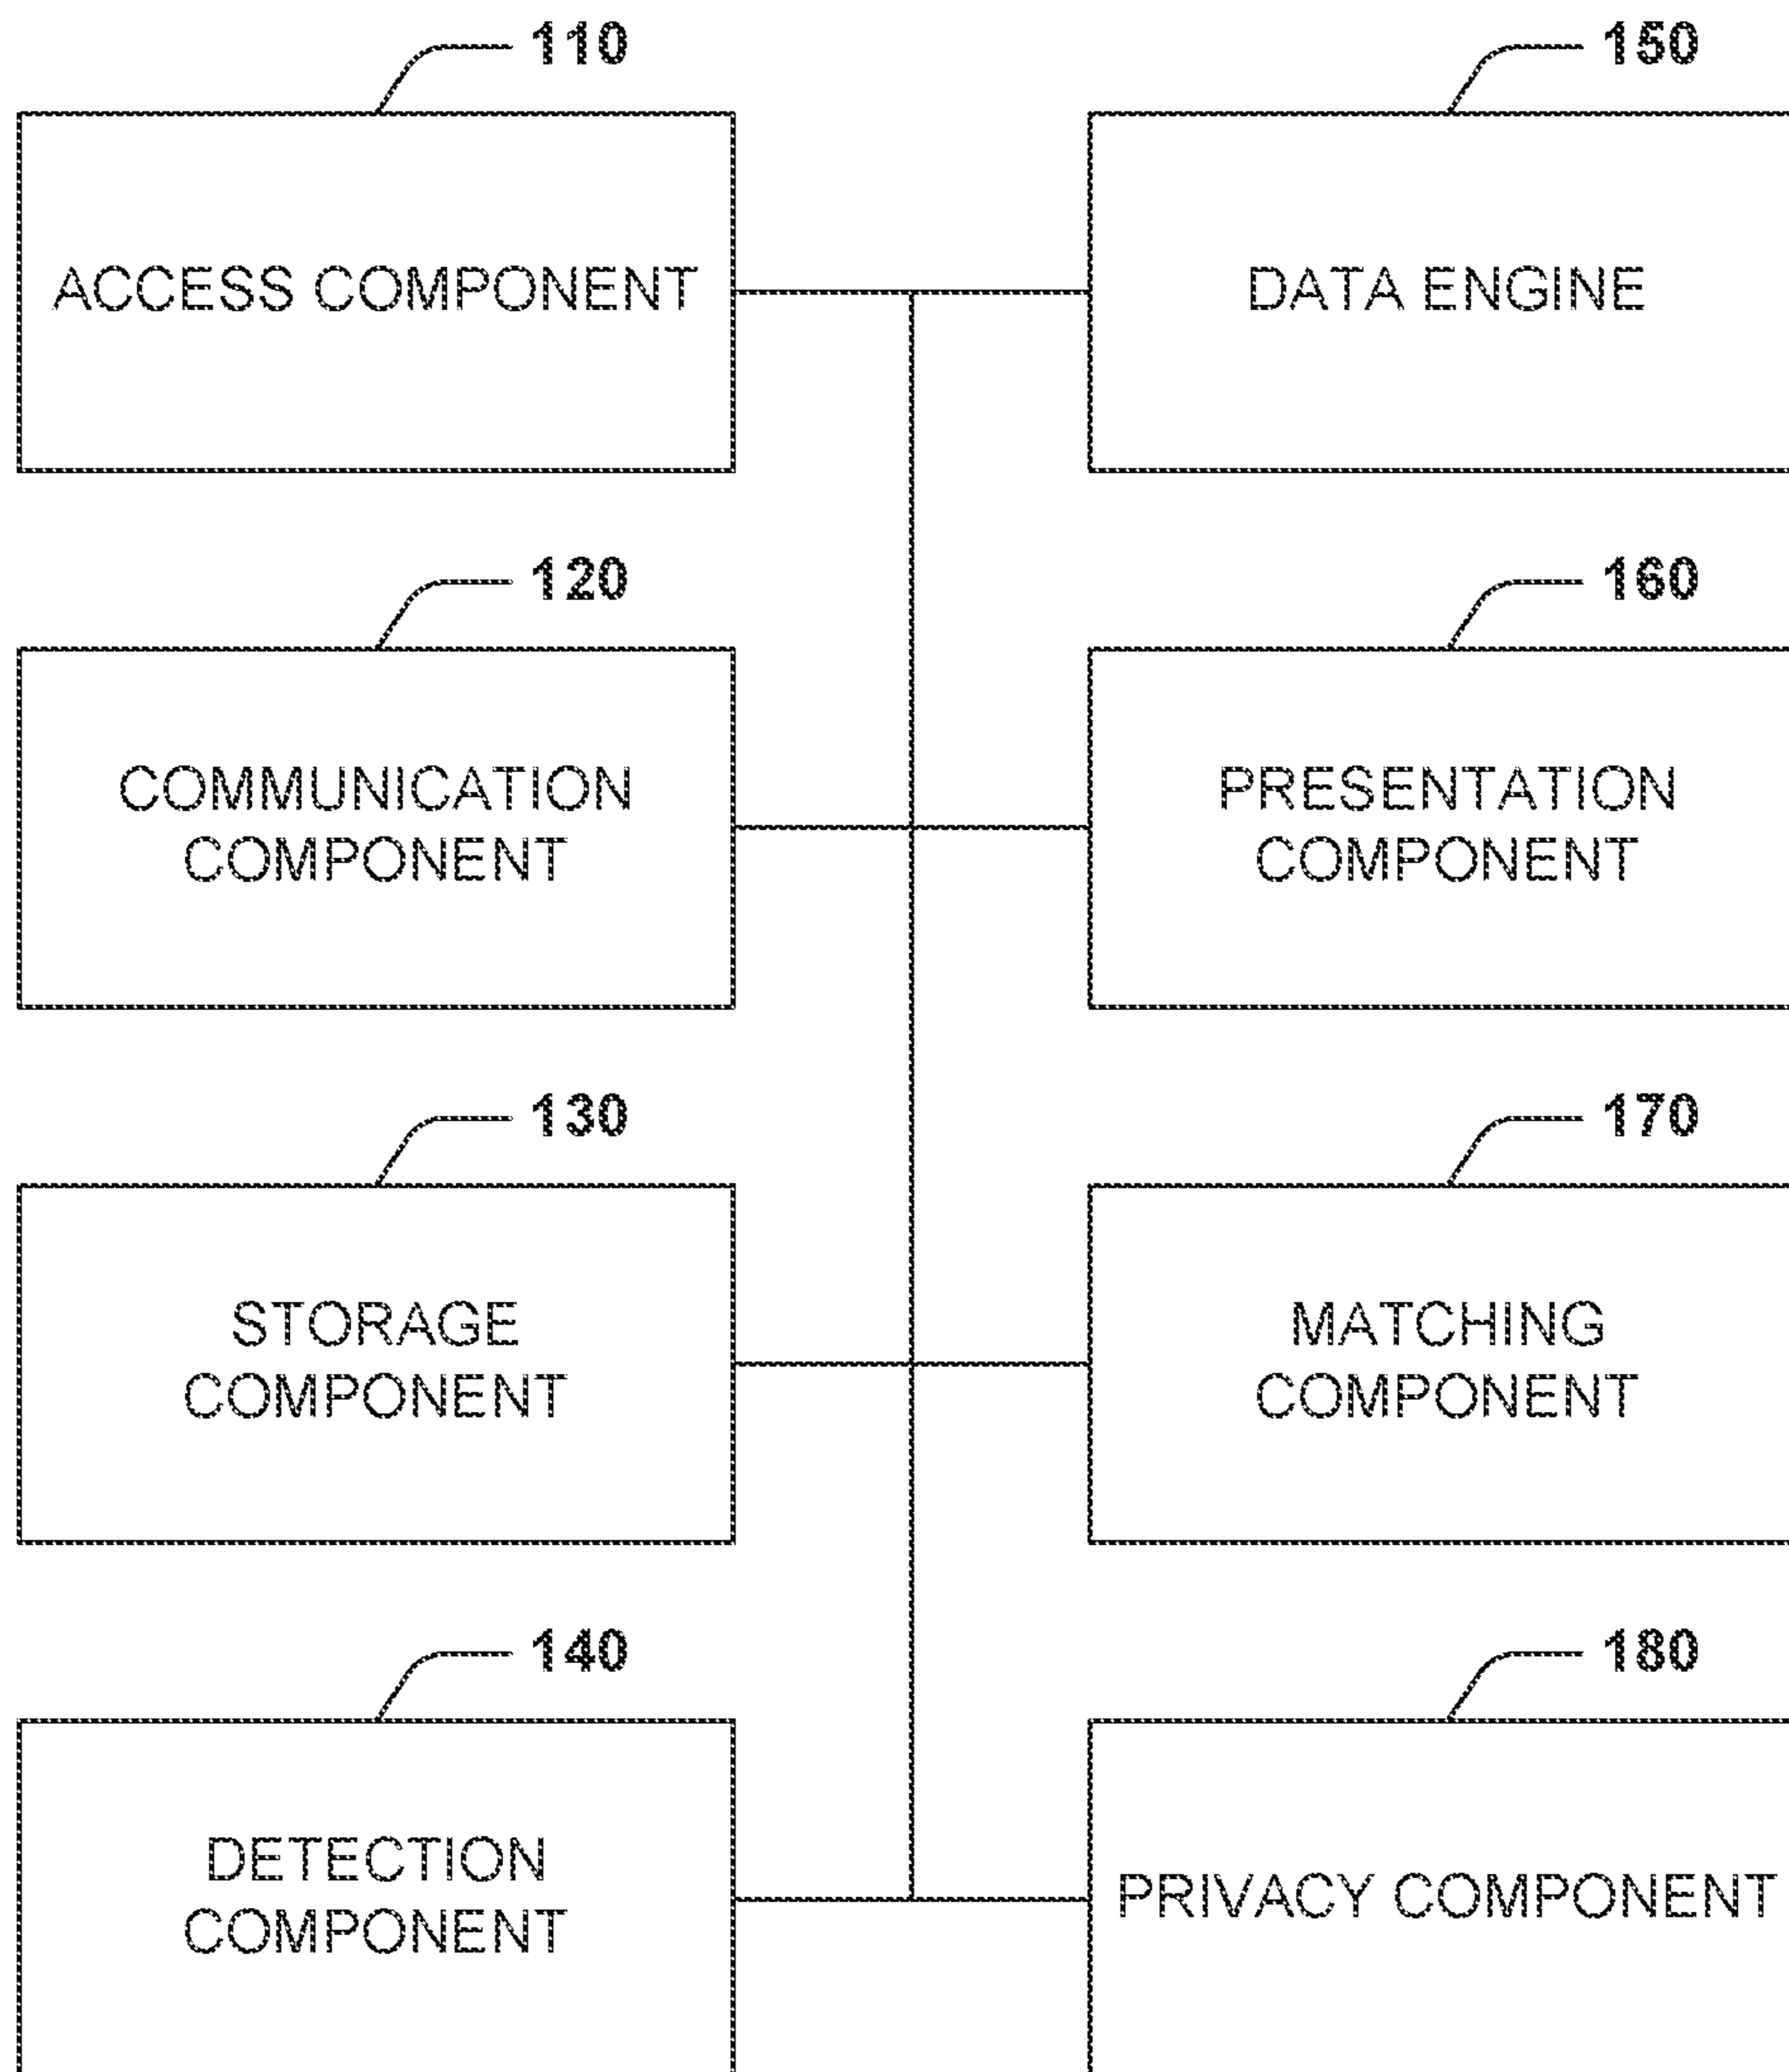 110
150
ACCESS COMPONENT
DATA ENGINE
120
160
COMMUNICATION
COMPONENT
PRESENTATION
COMPONENT
130
170
STORAGE
COMPONENT
MATCHING
COMPONENT
140
180
DETECTION
COMPONENT
PRIVACY COMPONENT